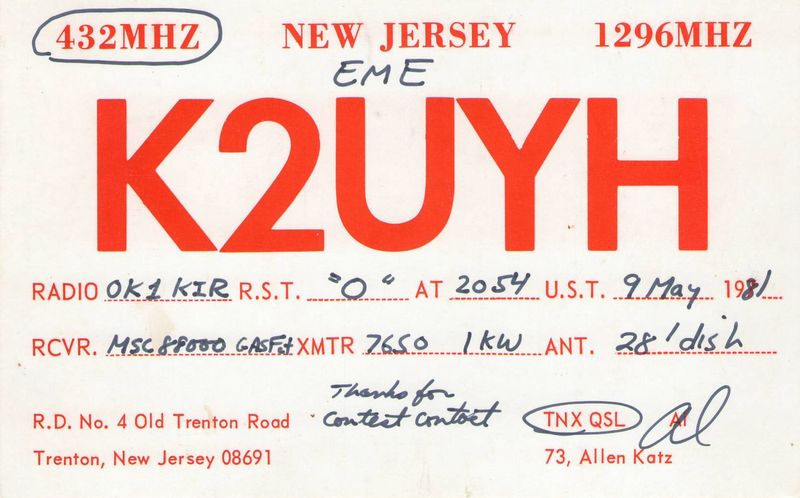 432MHZ NEW JERSEY 1296MHZ
EME
K2UYH
RADIO OK1KIR R.S.T. "O" AT 2054 U.S.T. 9 May 1981
RCVR. MSC88000 GASFet XMTR 7650 1KW ANT. 28' dish
Thanks for
R.D. No. 4 Old Trenton Road contest contact TNX QSL Al
Trenton, New Jersey 08691 73, Allen Katz